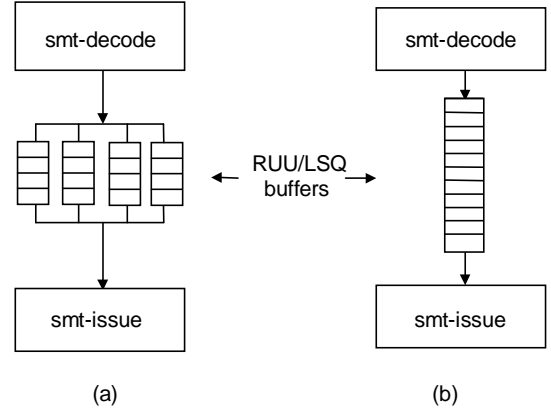 smt-decode
smt-decode
RUU/LSQ
buffers
smt-issue
smt-issue
(a)
(b)